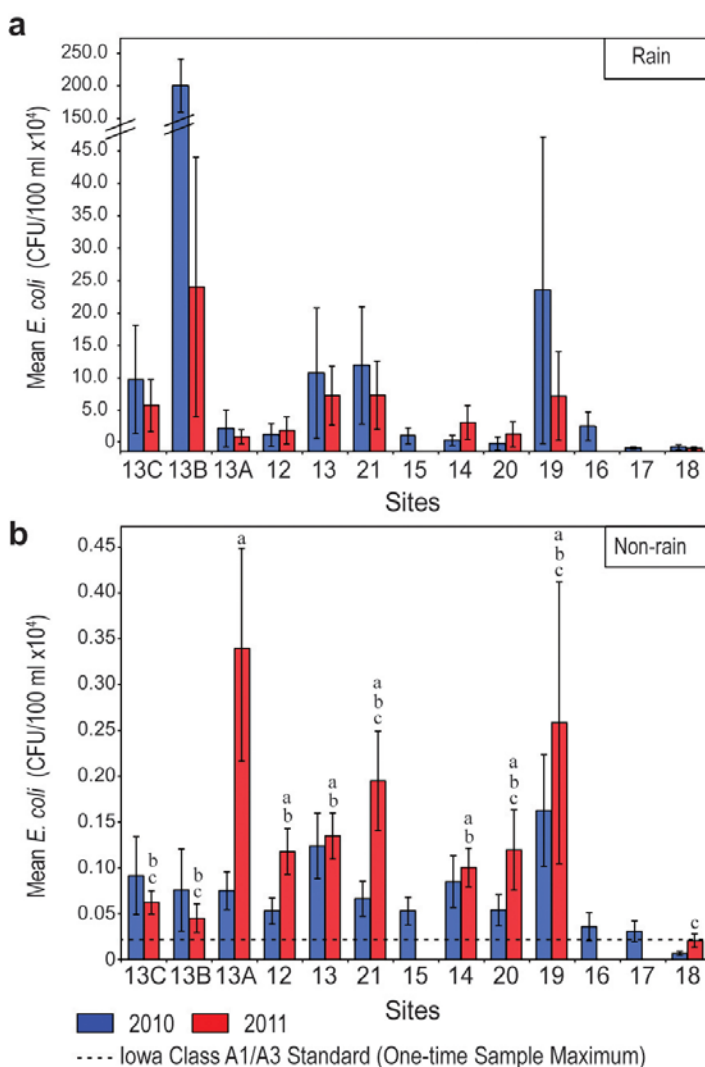 a
Rain
250.0
200.0
150.0
45.0
40.0
35.0
30.0
25.0
20.0
15.0
10.0
5.0
0
Mean E. coli (CFU/100 ml x10⁴)
13C 13B 13A 12 13 21 15 14 20 19 16 17 18
Sites
b
Non-rain
0.45
0.40
0.35
0.30
0.25
0.20
0.15
0.10
0.05
0.00
Mean E. coli (CFU/100 ml x10⁴)
b
c
b
c
a
a
b
a
b
a
b
c
a
b
a
b
c
a
b
c
c
13C 13B 13A 12 13 21 15 14 20 19 16 17 18
Sites
2010 2011
Iowa Class A1/A3 Standard (One-time Sample Maximum)